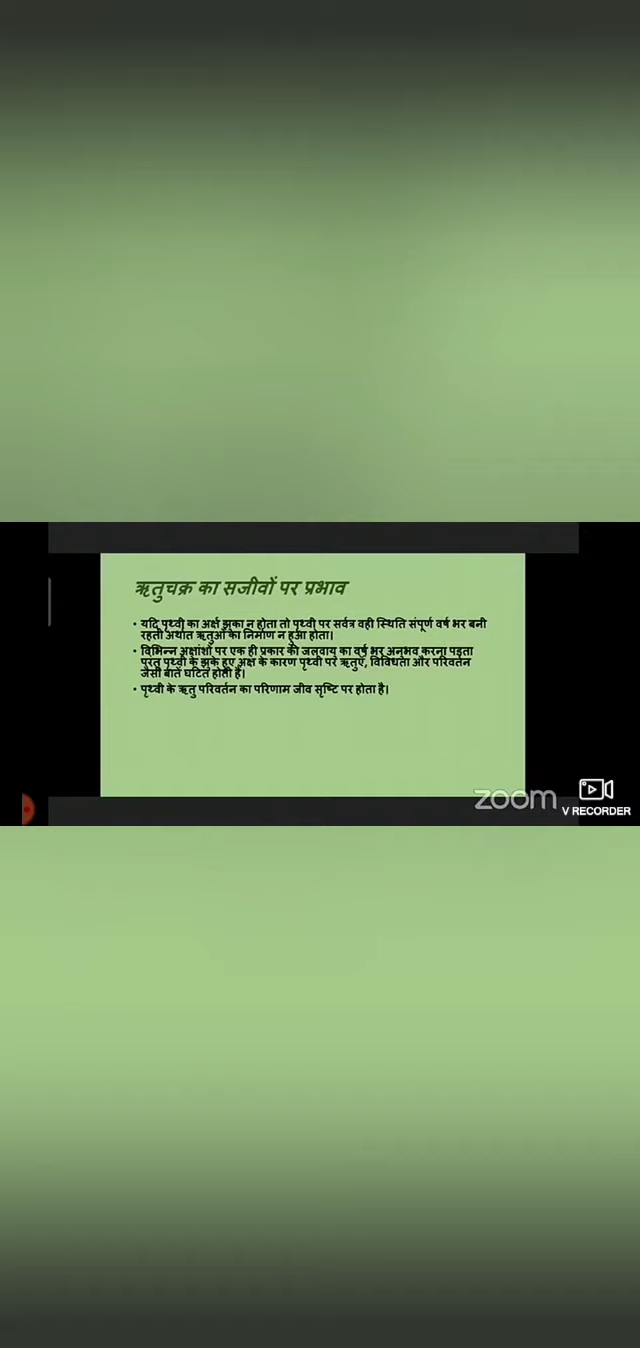 ऋतुचक्र का सजीवों पर प्रभाव
• यदि पृथ्वी का अक्ष झुका न होता तो पृथ्वी पर सर्वत्र वही स्थिति संपूर्ण वर्ष भर बनी
रहती अर्थात ऋतुओं का निर्माण न हुआ होता।
• विभिन्न अक्षांशों पर एक ही प्रकार की जलवायु का वर्ष भर अनुभव करना पड़ता
परंतु पृथ्वी के झुके हुए अक्ष के कारण पृथ्वी पर ऋतुएँ, विविधता और परिवर्तन
जैसी बातें घटित होती हैं।
• पृथ्वी के ऋतु परिवर्तन का परिणाम जीव सृष्टि पर होता है।
zoom
V RECORDER